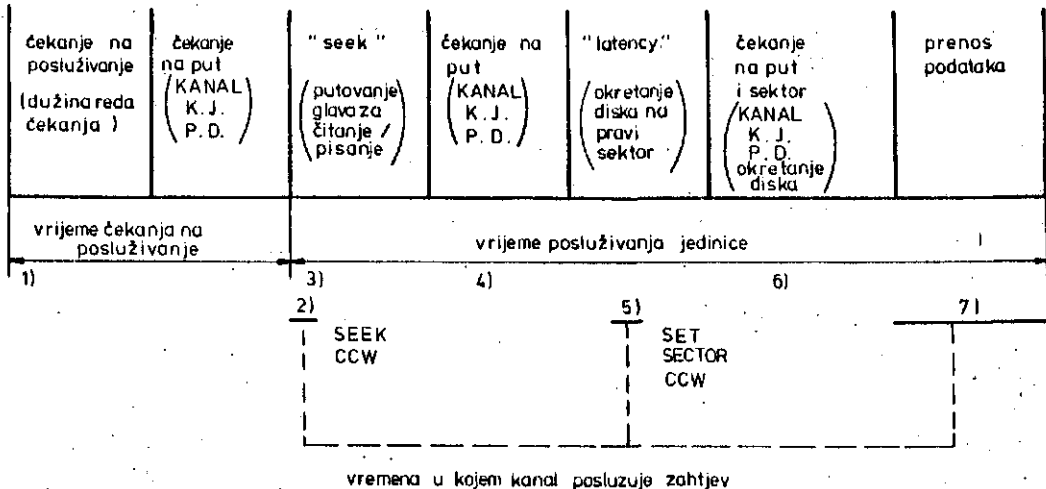 čekanje na
posluživanje
(dužina reda
čekanja )
čekanje
na put
(KANAL
K. J.
P. D.)
" seek "
(putovanje
glava za
čitanje /
pisanje)
čekanje na
put
(KANAL
K. J.
P. D.)
"latency."
(okretanje
diska na
pravi
sektor)
čekanje
na put
i sektor
(KANAL
K. J.
P. D.
okretanje
diska)
prenos
podataka
vrijeme čekanja na
posluživanje
vrijeme posluživanja jedinice
1)
3)
4)
6)
2)
5)
7)
SEEK
CCW
SET
SECTOR
CCW
vremena u kojem kanal poslužuje zahtjev